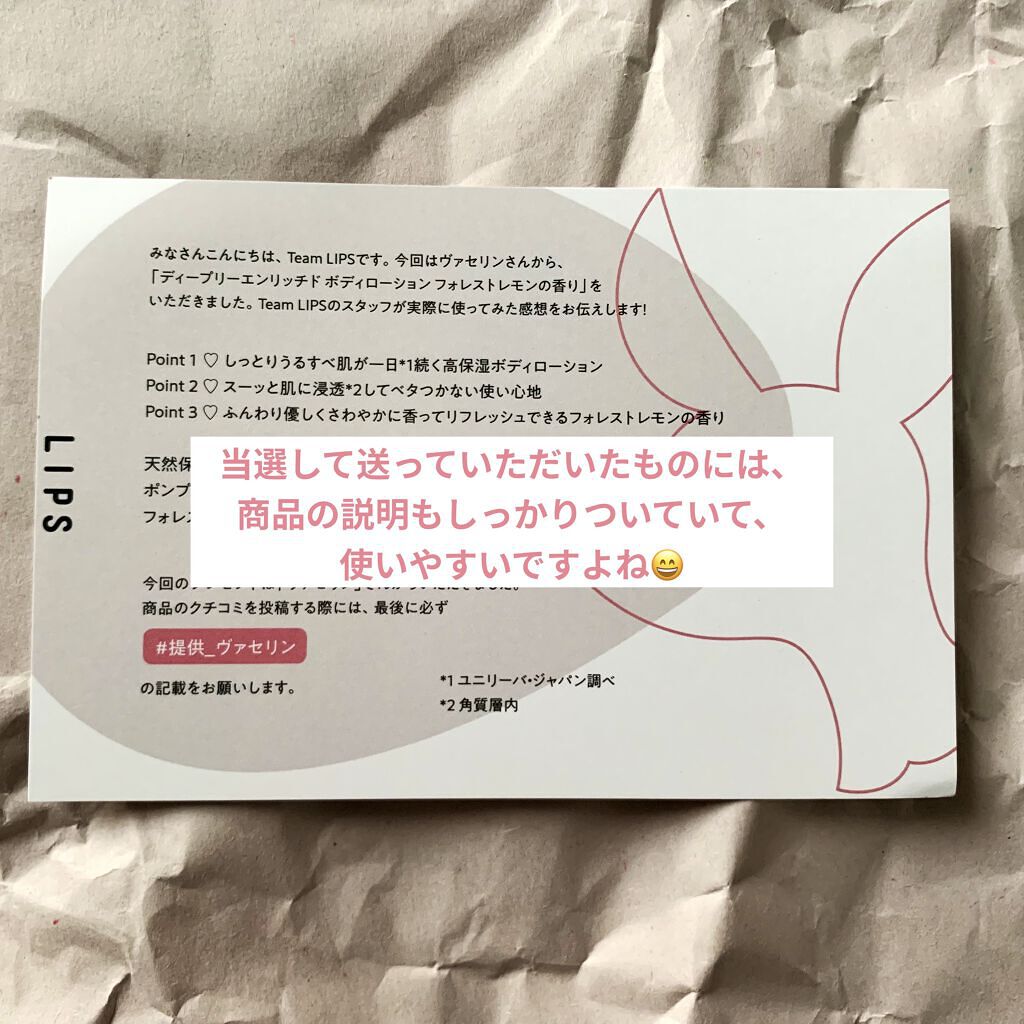 みなさんこんにちは、Team LIPSです。今回はヴァセリンさんから、
「ディープリーエンリッチド ボディローション フォレストレモンの香り」を
いただきました。Team LIPSのスタッフが実際に使ってみた感想をお伝えします!
Point 1 ♡ しっとりうるすべ肌が一日*1続く高保湿ボディローション
Point 2 ♡ スーッと肌に浸透*2してベタつかない使い心地
Point 3 ♡ ふんわり優しくさわやかに香ってリフレッシュできるフォレストレモンの香り
LIPS
天然保
ポンプ
フォレ
当選して送っていただいたものには、
商品の説明もしっかりついていて、
使いやすいですよね😄
今回の
商品のクチコミを投稿する際には、最後に必ず
#提供_ヴァセリン
の記載をお願いします。
*1 ユニリーバ・ジャパン調べ
*2 角質層内